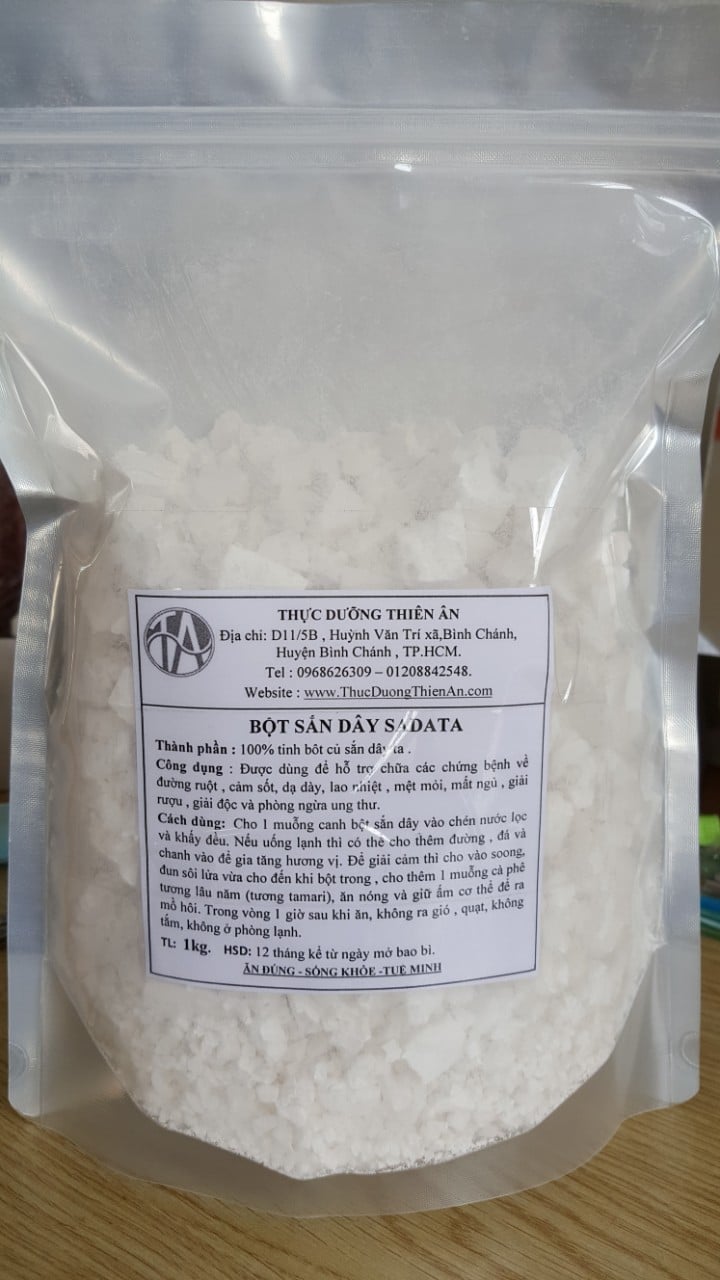 TA
THỰC DƯỠNG THIÊN ÂN
Địa chỉ: D11/5B , Huỳnh Văn Trí xã,Bình Chánh,
Huyện Bình Chánh , TP.HCM.
Tel : 0968626309 – 01208842548.
Website : www.ThucDuongThienAn.com
BỘT SẮN DÂY SADATA
Thành phần : 100% tinh bột củ sắn dây ta .
Công dụng : Được dùng để hỗ trợ chữa các chứng bệnh về
đường ruột , cảm sốt, dạ dày, lao nhiệt , mệt mỏi, mất ngủ , giải
rượu , giải độc và phòng ngừa ung thư.
Cách dùng: Cho 1 muỗng canh bột sắn dây vào chén nước lọc
và khấy đều. Nếu uống lạnh thì có thể cho thêm đường , đá và
chanh vào để gia tăng hương vị. Để giải cảm thì cho vào soong,
đun sôi lửa vừa cho đến khi bột trong , cho thêm 1 muỗng cà phê
tương lâu năm (tương tamari), ăn nóng và giữ ấm cơ thể để ra
mồ hôi. Trong vòng 1 giờ sau khi ăn, không ra gió , quạt, không
tắm, không ở phòng lạnh.
TL: 1kg. HSD: 12 tháng kể từ ngày mở bao bì.
ĂN ĐÚNG - SỐNG KHỎE -TUỆ MINH